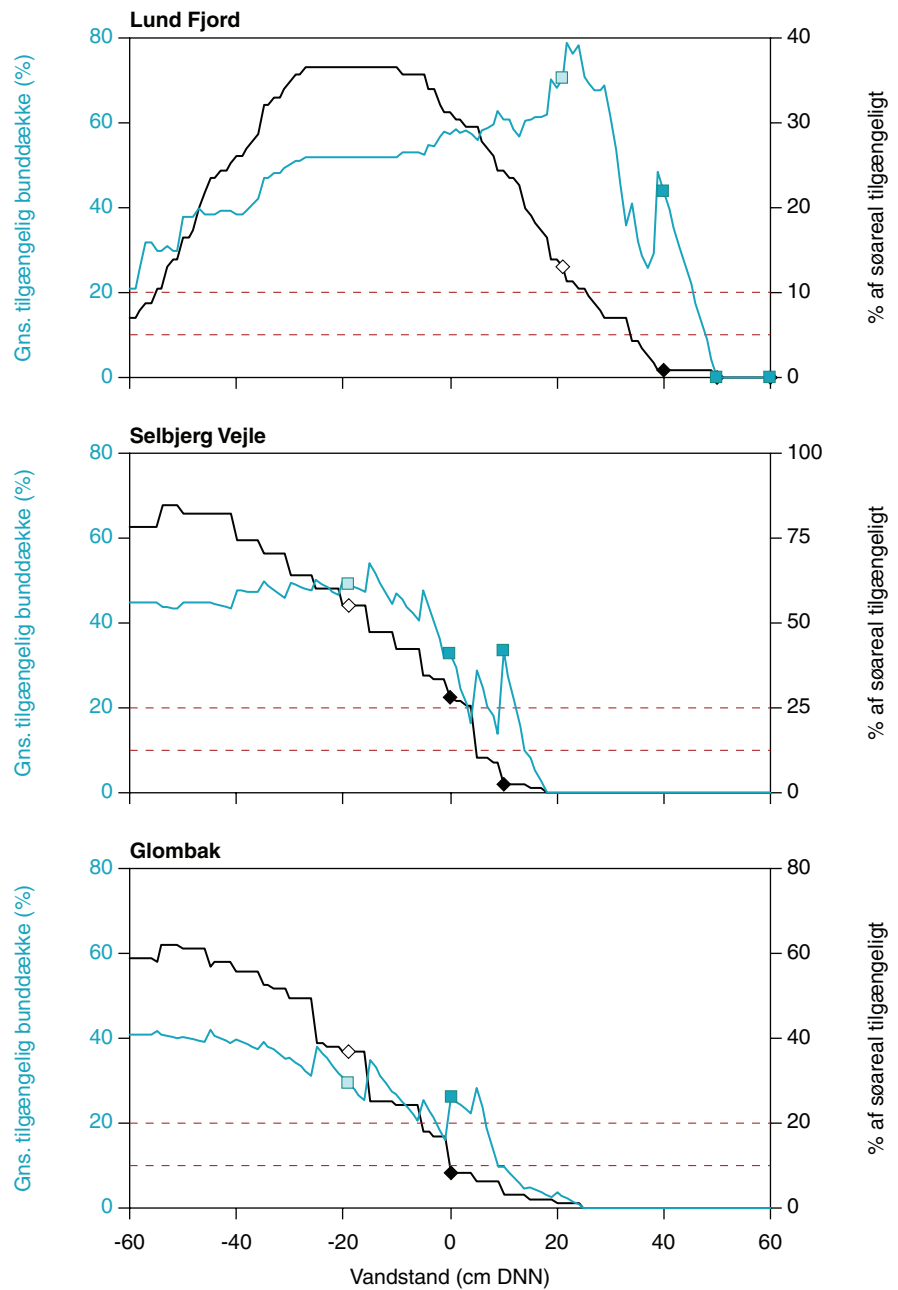 Lund Fjord
Gns. tilgængelig bunddække (%)
80
60
40
20
0
40
30
20
10
0
% af søareal tilgængeligt
Selbjerg Vejle
Gns. tilgængelig bunddække (%)
80
60
40
20
0
100
75
50
25
0
% af søareal tilgængeligt
Glombak
Gns. tilgængelig bunddække (%)
80
60
40
20
0
80
60
40
20
0
% af søareal tilgængeligt
-60 -40 -20 0 20 40 60
Vandstand (cm DNN)